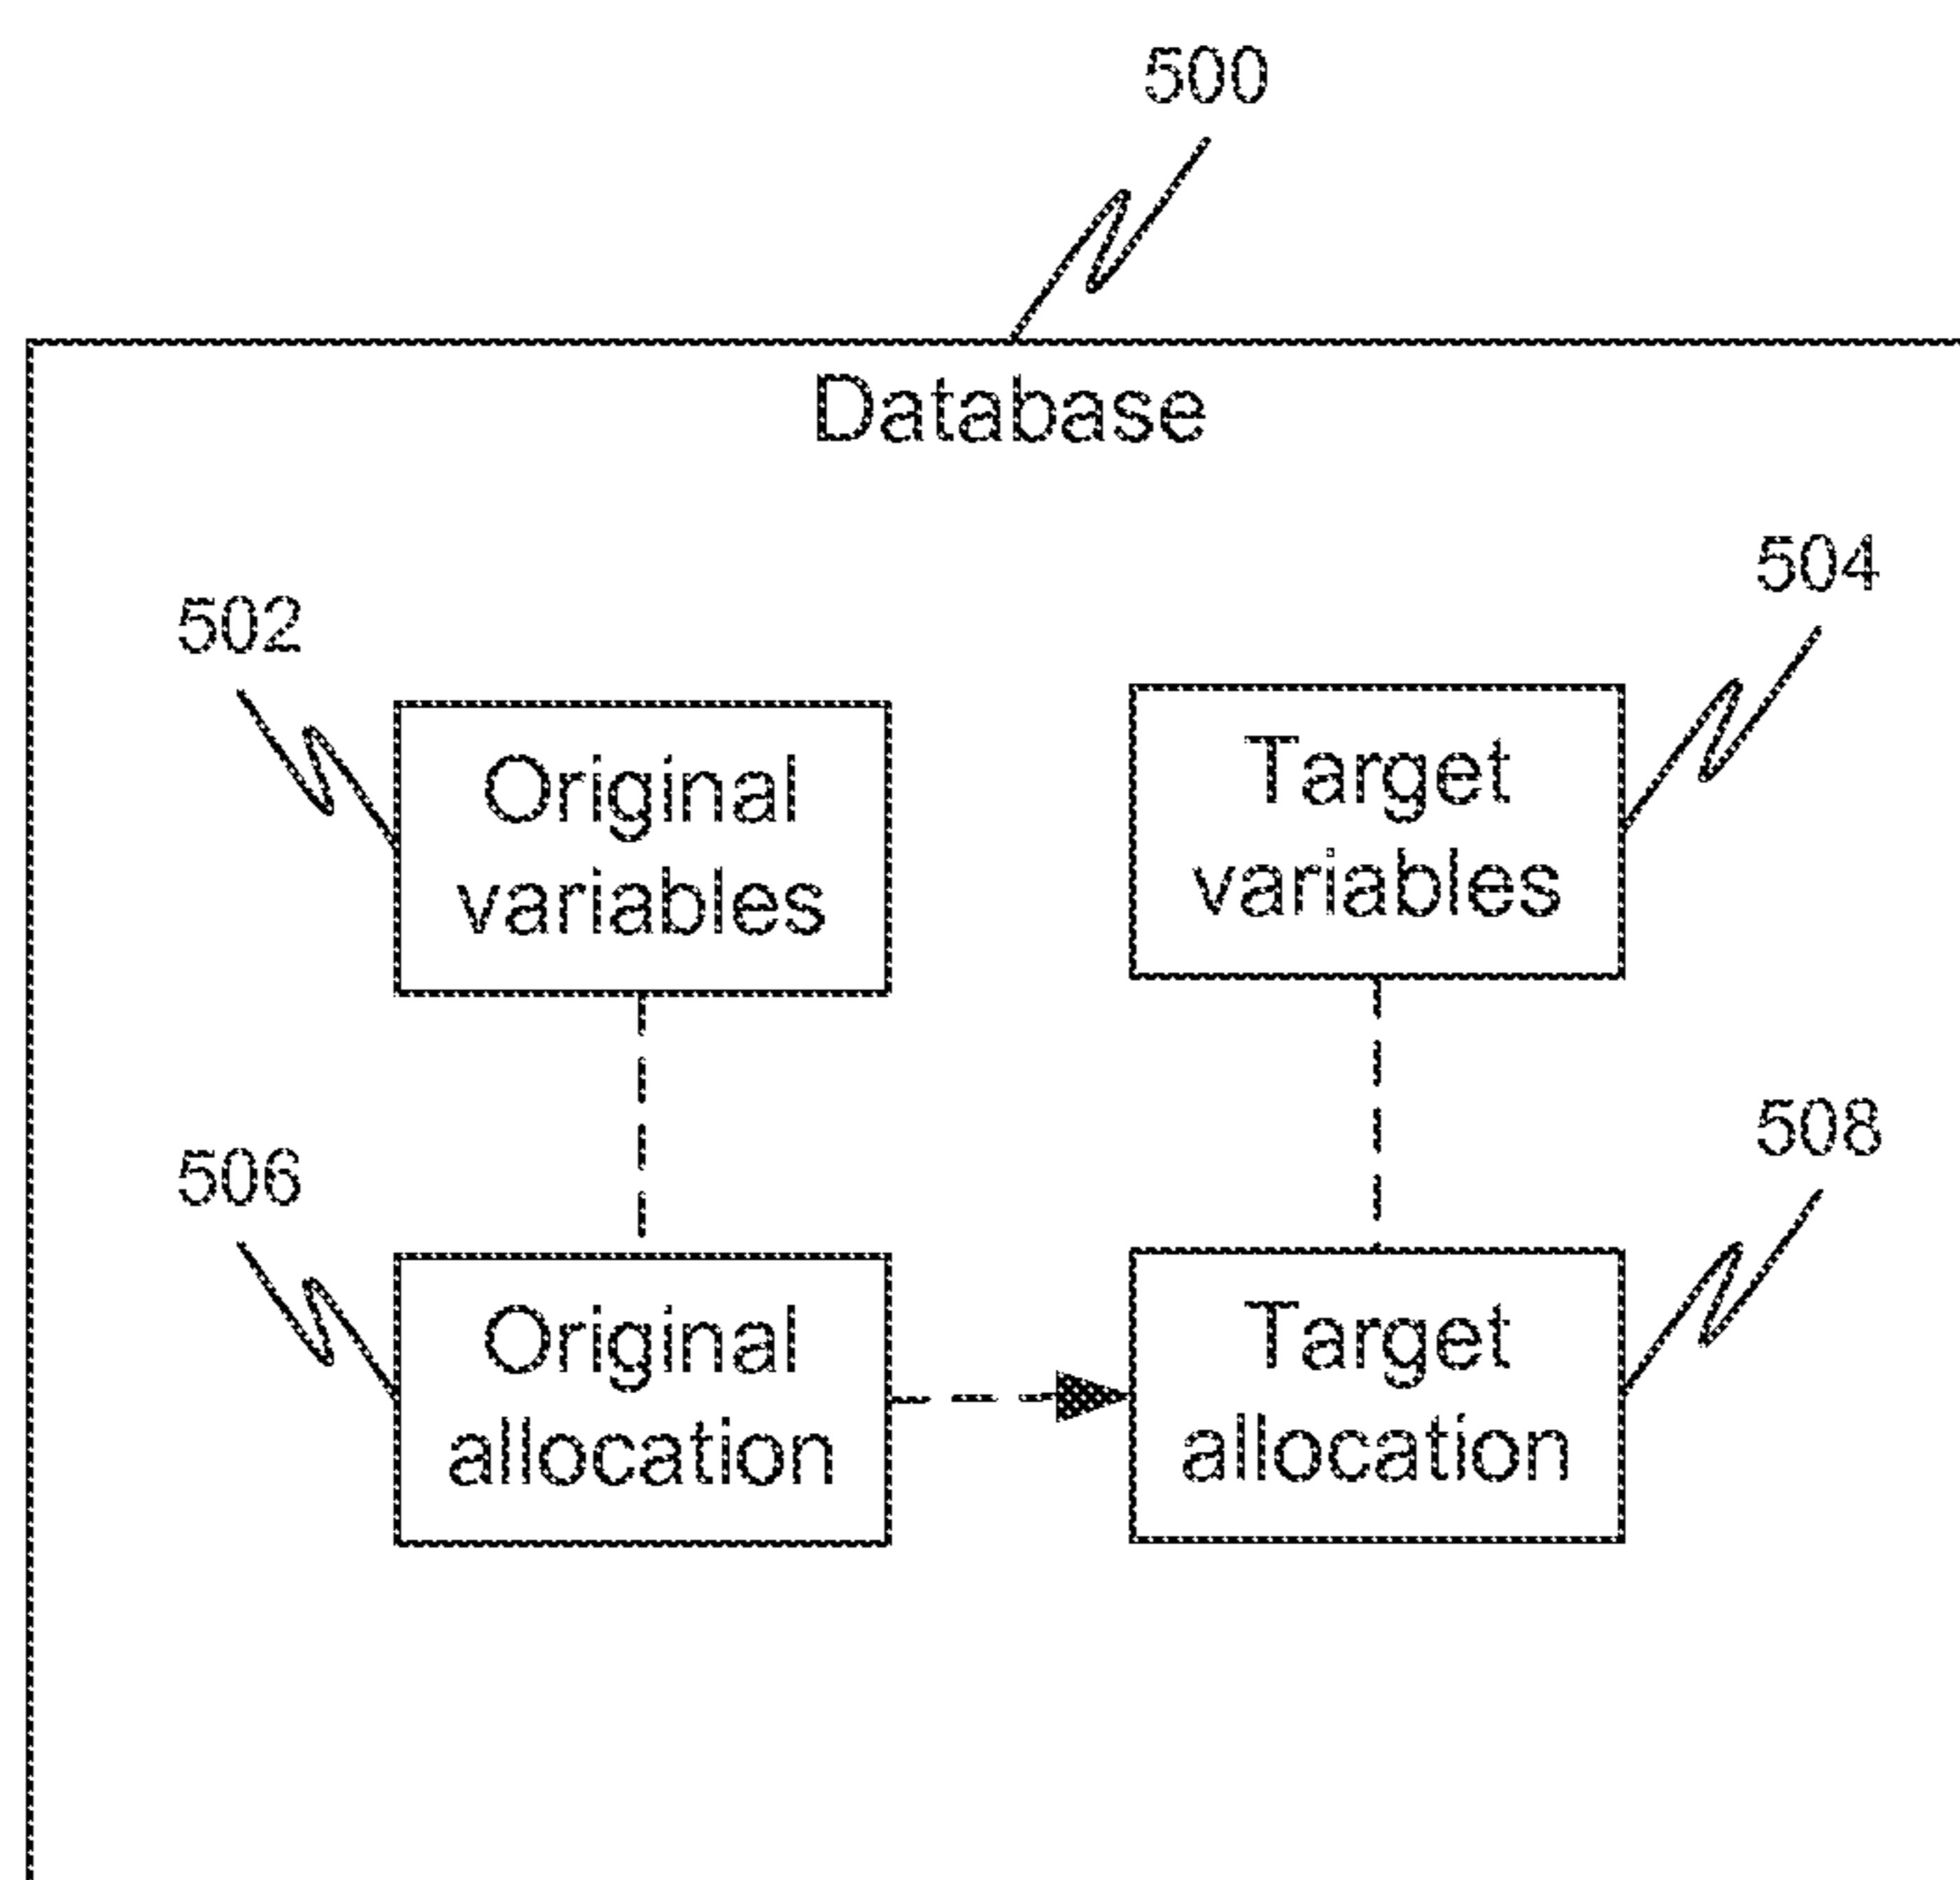 500
Database
504
502
Target
variables
Original
variables
508
506
Original
allocation
Target
allocation